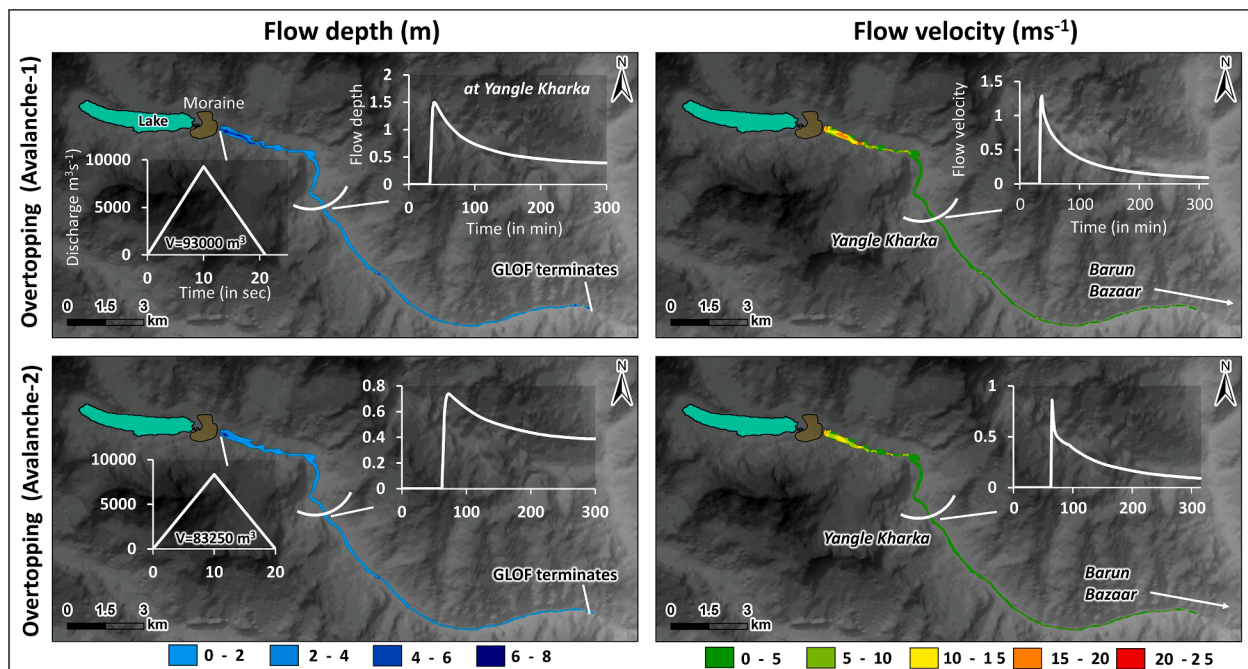 Flow depth (m)
Flow velocity (ms⁻¹)
Overtopping (Avalanche-1)
N
Moraine
Lake
at Yangle Kharka
Flow depth
2
1.5
1
0.5
0
0 100 200 300
Time (in min)
Discharge m³s⁻¹
10000
5000
0
V=93000 m³
0 10 20
Time (in sec)
GLOF terminates
0 1.5 3
km
N
Flow velocity
1.5
1
0.5
0
0 100 200 300
Time (in min)
Yangle Kharka
Barun
Bazaar
0 1.5 3
km
Overtopping (Avalanche-2)
N
0.8
0.6
0.4
0.2
0
0 100 200 300
10000
5000
0
V=83250 m³
0 10 20
GLOF terminates
0 1.5 3
km
N
1
0.5
0
0 100 200 300
Yangle Kharka
Barun
Bazaar
0 1.5 3
km
0 - 2 2 - 4 4 - 6 6 - 8
0 - 5 5 - 10 10 - 15 15 - 20 20 - 25